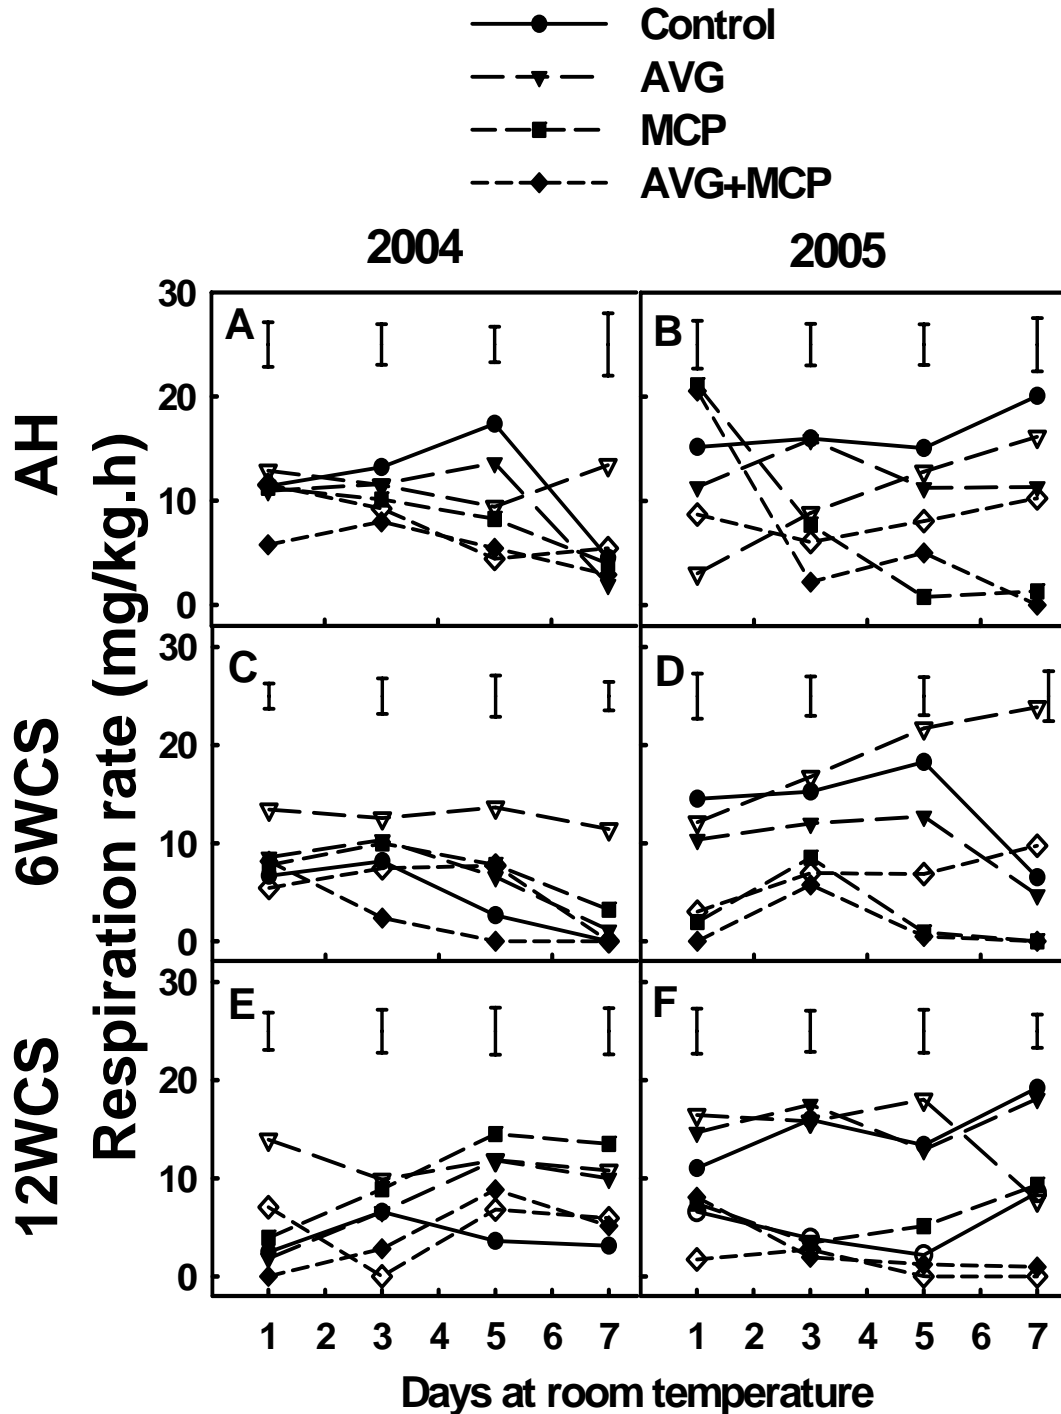 Control
AVG
MCP
AVG+MCP
2004 2005
AH 6WCS 12WCS
Respiration rate (mg/kg.h)
30
20
10
0
A B
30
20
10
0
C D
30
20
10
0
E F
1 2 3 4 5 6 7 1 2 3 4 5 6 7
Days at room temperature